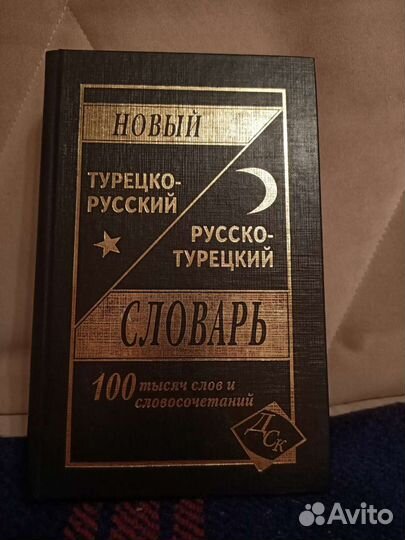 НОВЫЙ
ТУРЕЦКО-
РУССКИЙ
РУССКО-
ТУРЕЦКИЙ
СЛОВАРЬ
100 тысяч слов и
словосочетаний
ДСК
Avito